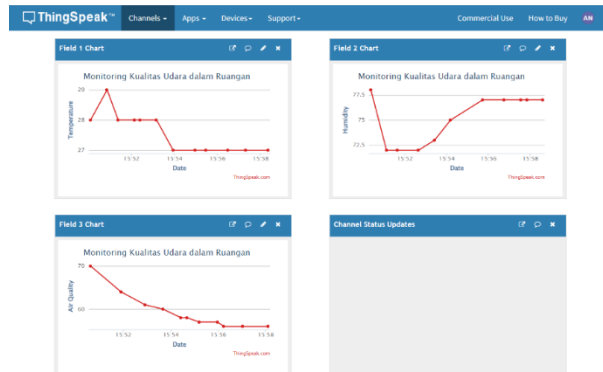 ThingSpeak™ Channels Apps Devices Support Commercial Use How to Buy AN
Field 1 Chart
Monitoring Kualitas Udara dalam Ruangan
Temperature
29
28
27
15:52 15:54 15:56 15:58
Date
ThingSpeak.com
Field 2 Chart
Monitoring Kualitas Udara dalam Ruangan
Humidity
77.5
75
72.5
15:52 15:54 15:56 15:58
Date
ThingSpeak.com
Field 3 Chart
Monitoring Kualitas Udara dalam Ruangan
Air Quality
70
60
15:52 15:54 15:56 15:58
Date
ThingSpeak.com
Channel Status Updates